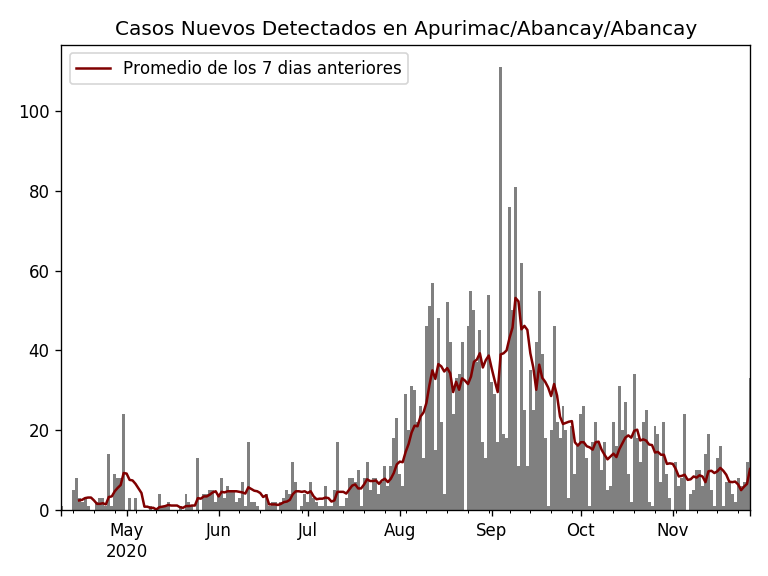 Casos Nuevos Detectados en Apurimac/Abancay/Abancay
Promedio de los 7 dias anteriores
100
80
60
40
20
0
May Jun Jul Aug Sep Oct Nov
2020